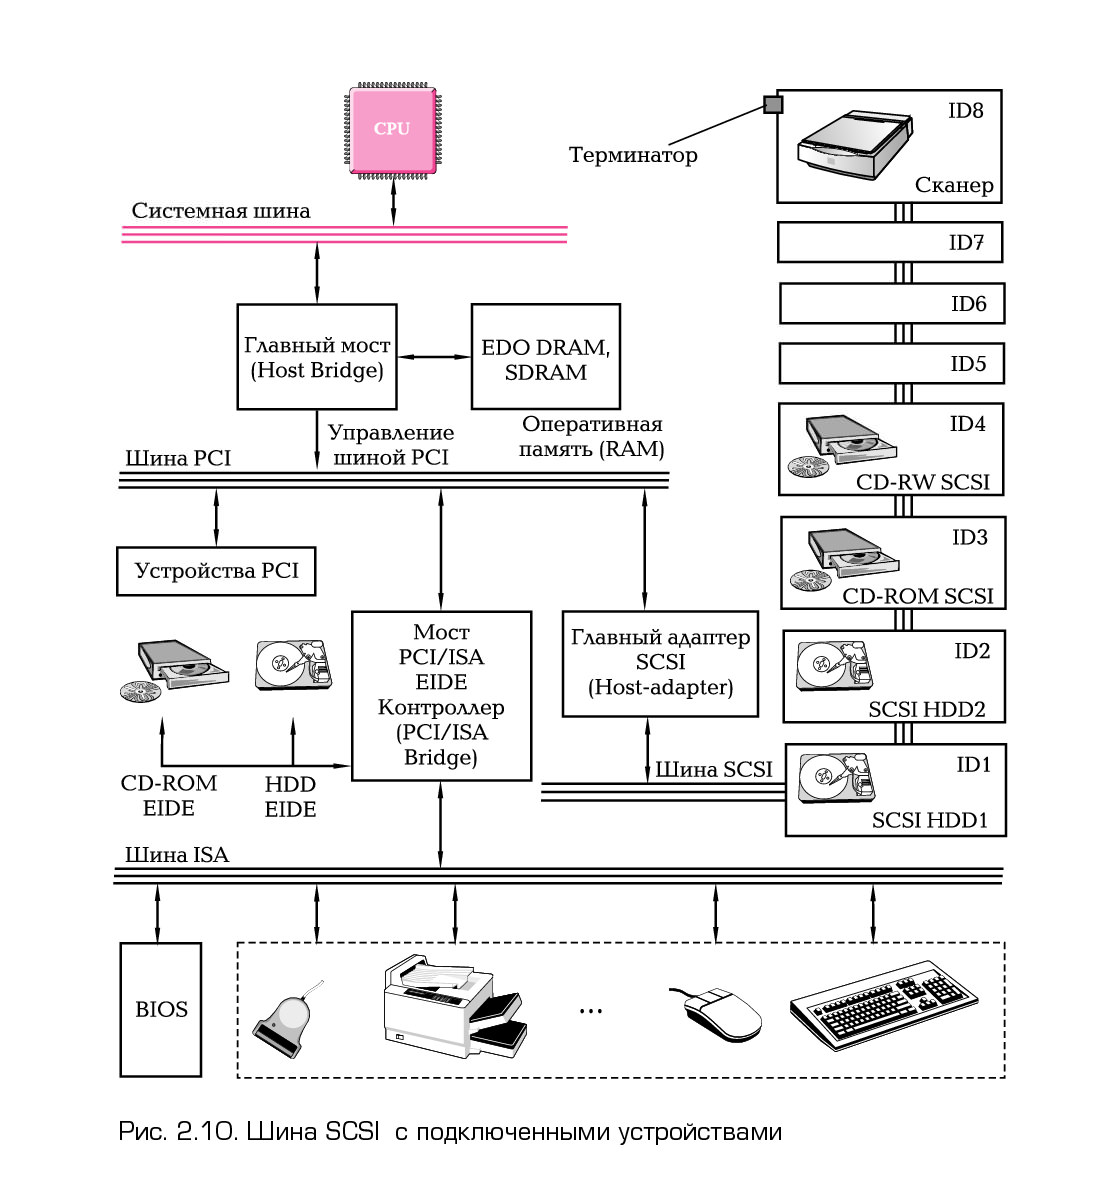 CPU
ID8
Терминатор
Сканер
Системная шина
ID7
ID6
Главный мост
(Host Bridge)
EDO DRAM,
SDRAM
ID5
Управление
шиной PCI
Оперативная
память (RAM)
Шина PCI
ID4
CD-RW SCSI
ID3
CD-ROM SCSI
Устройства PCI
Мост
PCI/ISA
EIDE
Контроллер
(PCI/ISA
Bridge)
Главный адаптер
SCSI
(Host-adapter)
ID2
SCSI HDD2
Шина SCSI
ID1
SCSI HDD1
CD-ROM
EIDE
HDD
EIDE
Шина ISA
BIOS
...
Рис. 2.10. Шина SCSI с подключенными устройствами